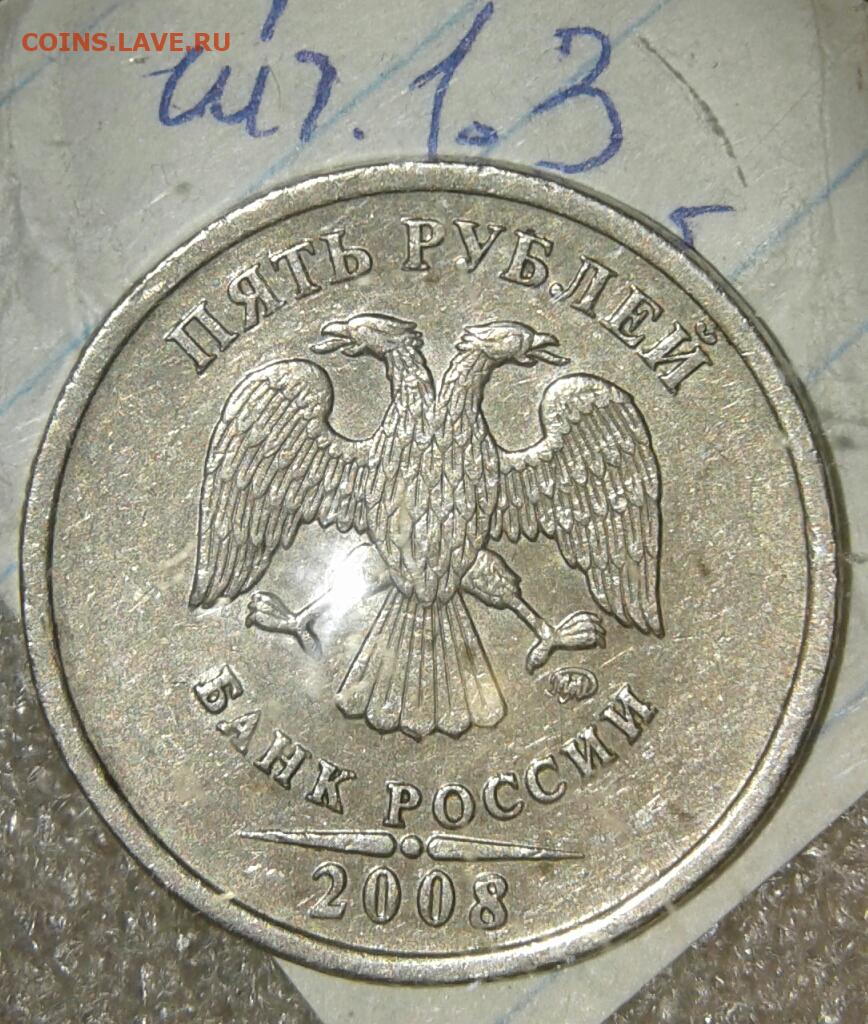 COINS.LAVE.RU
шт. 1.3
ПЯТЬ РУБЛЕЙ
БАНК РОССИИ
2008